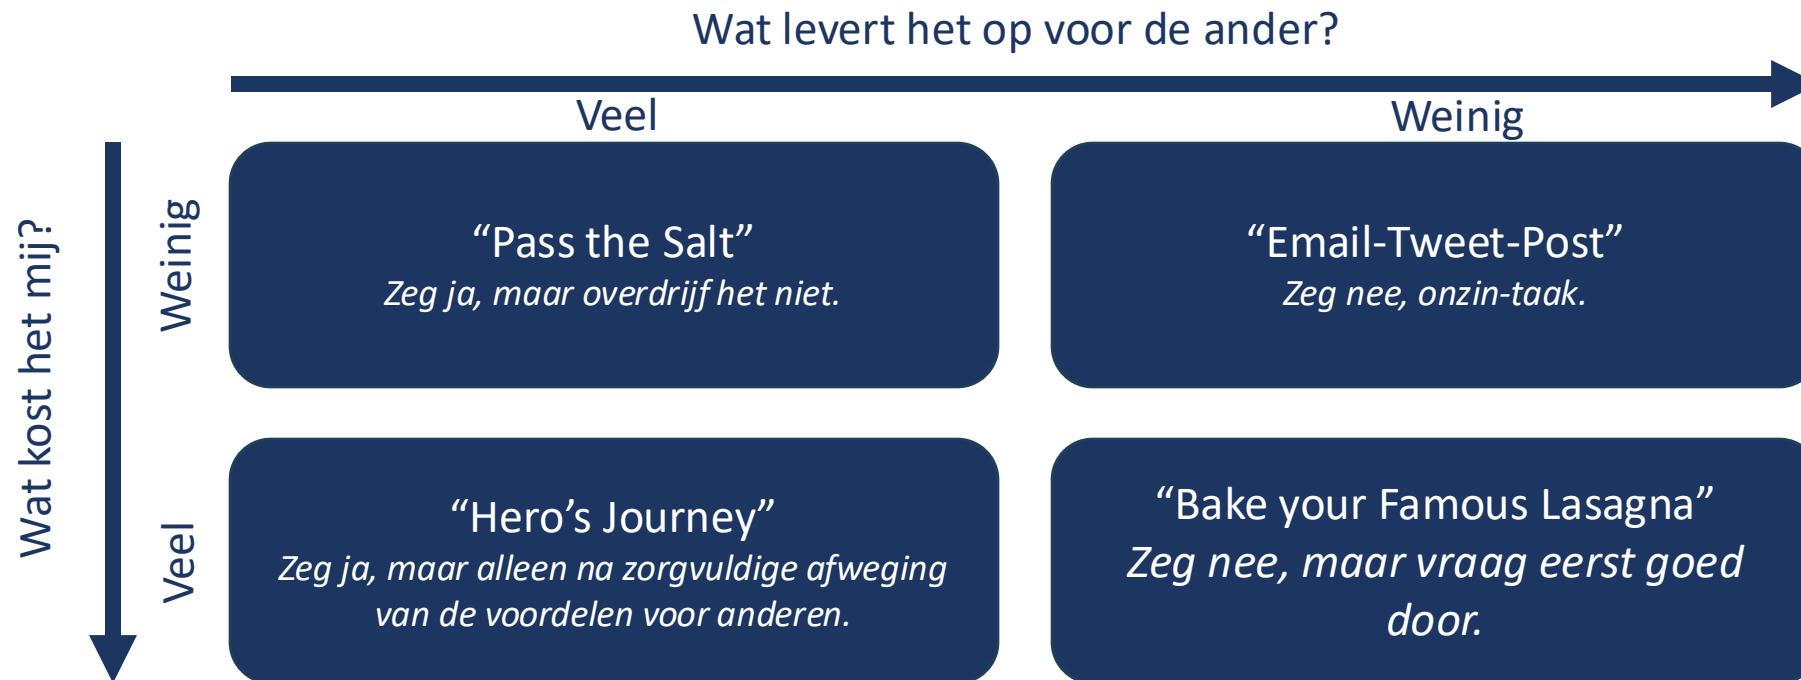 Wat levert het op voor de ander?
Veel
Weinig
Wat kost het mij?
Weinig
“Pass the Salt”
Zeg ja, maar overdrijf het niet.
“Email-Tweet-Post”
Zeg nee, onzin-taak.
Veel
“Hero’s Journey”
Zeg ja, maar alleen na zorgvuldige afweging
van de voordelen voor anderen.
“Bake your Famous Lasagna”
Zeg nee, maar vraag eerst goed
door.